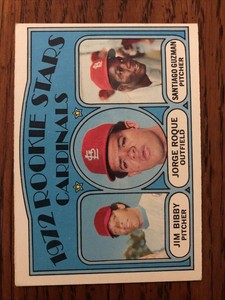 1972 ROOKIE STARS
CARDINALS
JIM BIBBY
PITCHER
JORGE ROQUE
OUTFIELD
SANTIAGO GUZMAN
PITCHER